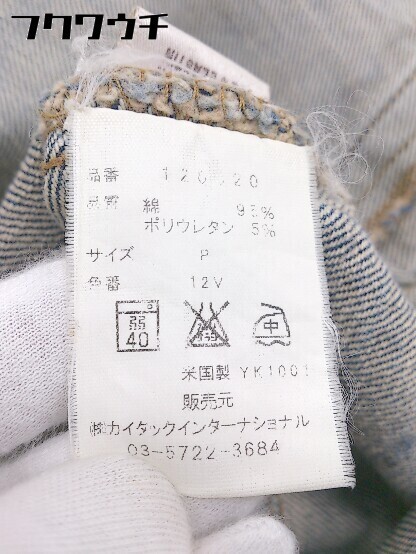 フクワウチ
品番 120020
品質 綿 95%
ポリウレタン 5%
サイズ P
色番 12V
弱 40 中
米国製 YK1001
販売元
㈱カイタックインターナショナル
03-5722-3684